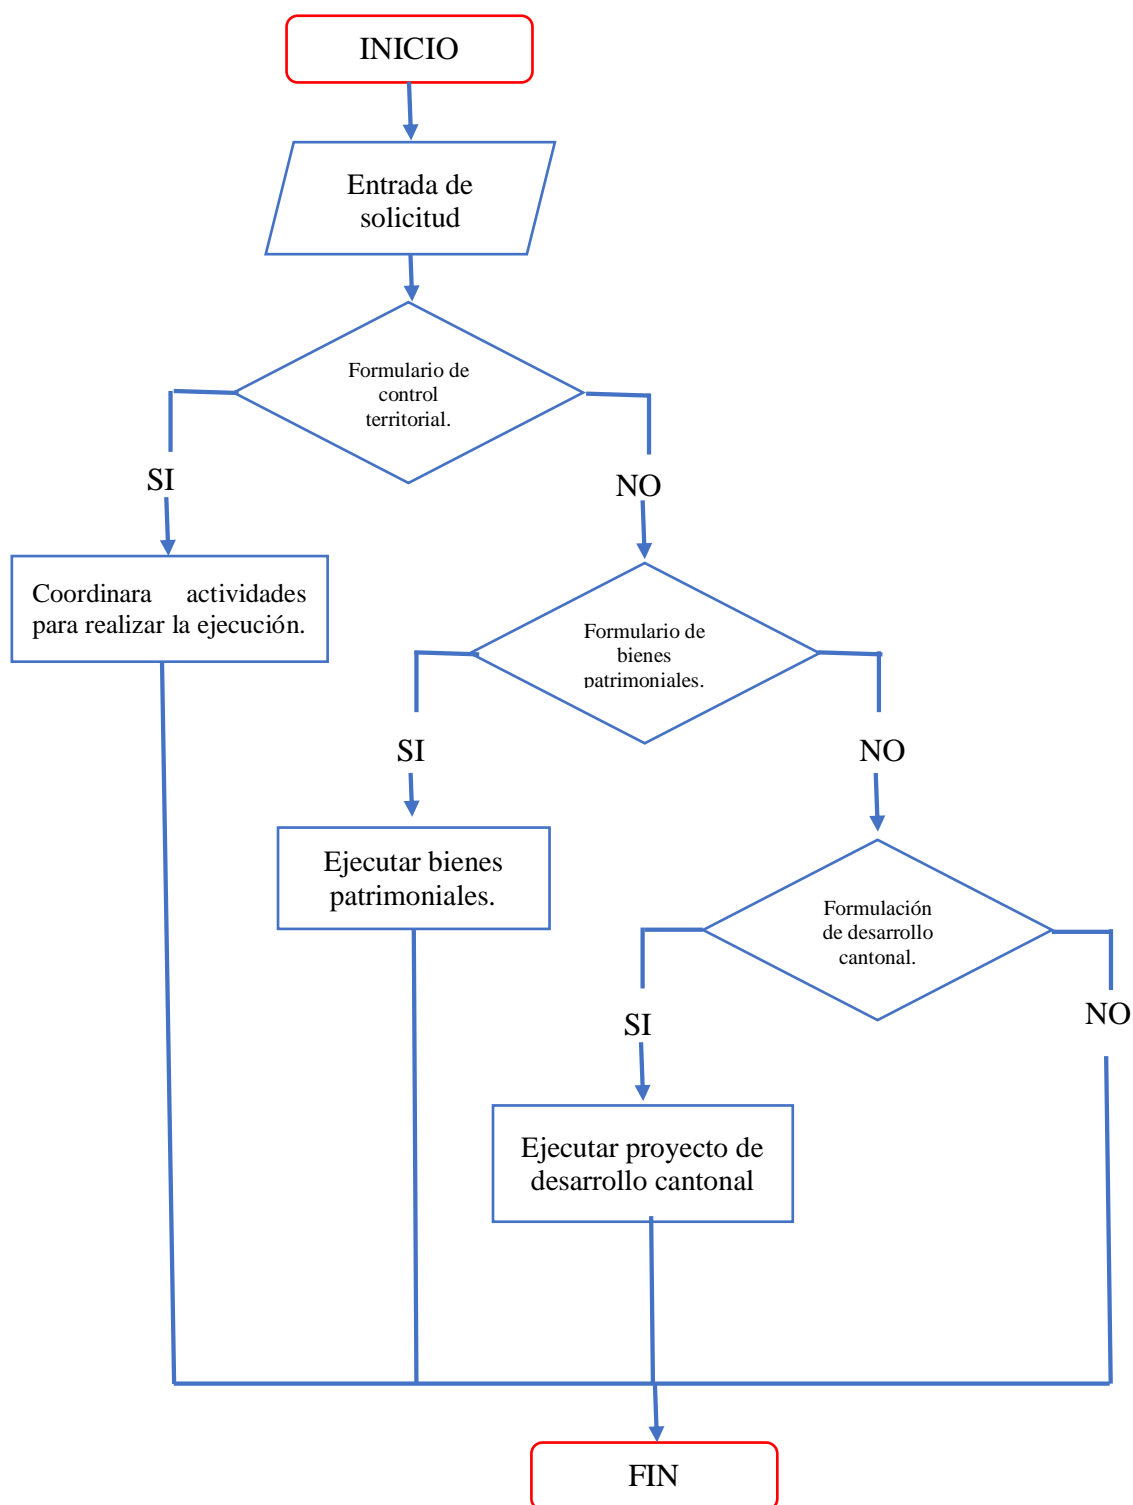 INICIO
Entrada de
solicitud
Formulario de
control
territorial.
SI
NO
Coordinara actividades
para realizar la ejecución.
Formulario de
bienes
patrimoniales.
SI
NO
Ejecutar bienes
patrimoniales.
Formulación
de desarrollo
cantonal.
SI
NO
Ejecutar proyecto de
desarrollo cantonal
FIN